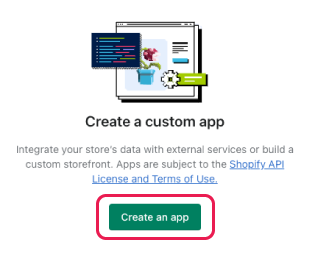 Create a custom app
Integrate your store's data with external services or build a
custom storefront. Apps are subject to the Shopify API
License and Terms of Use.
Create an app